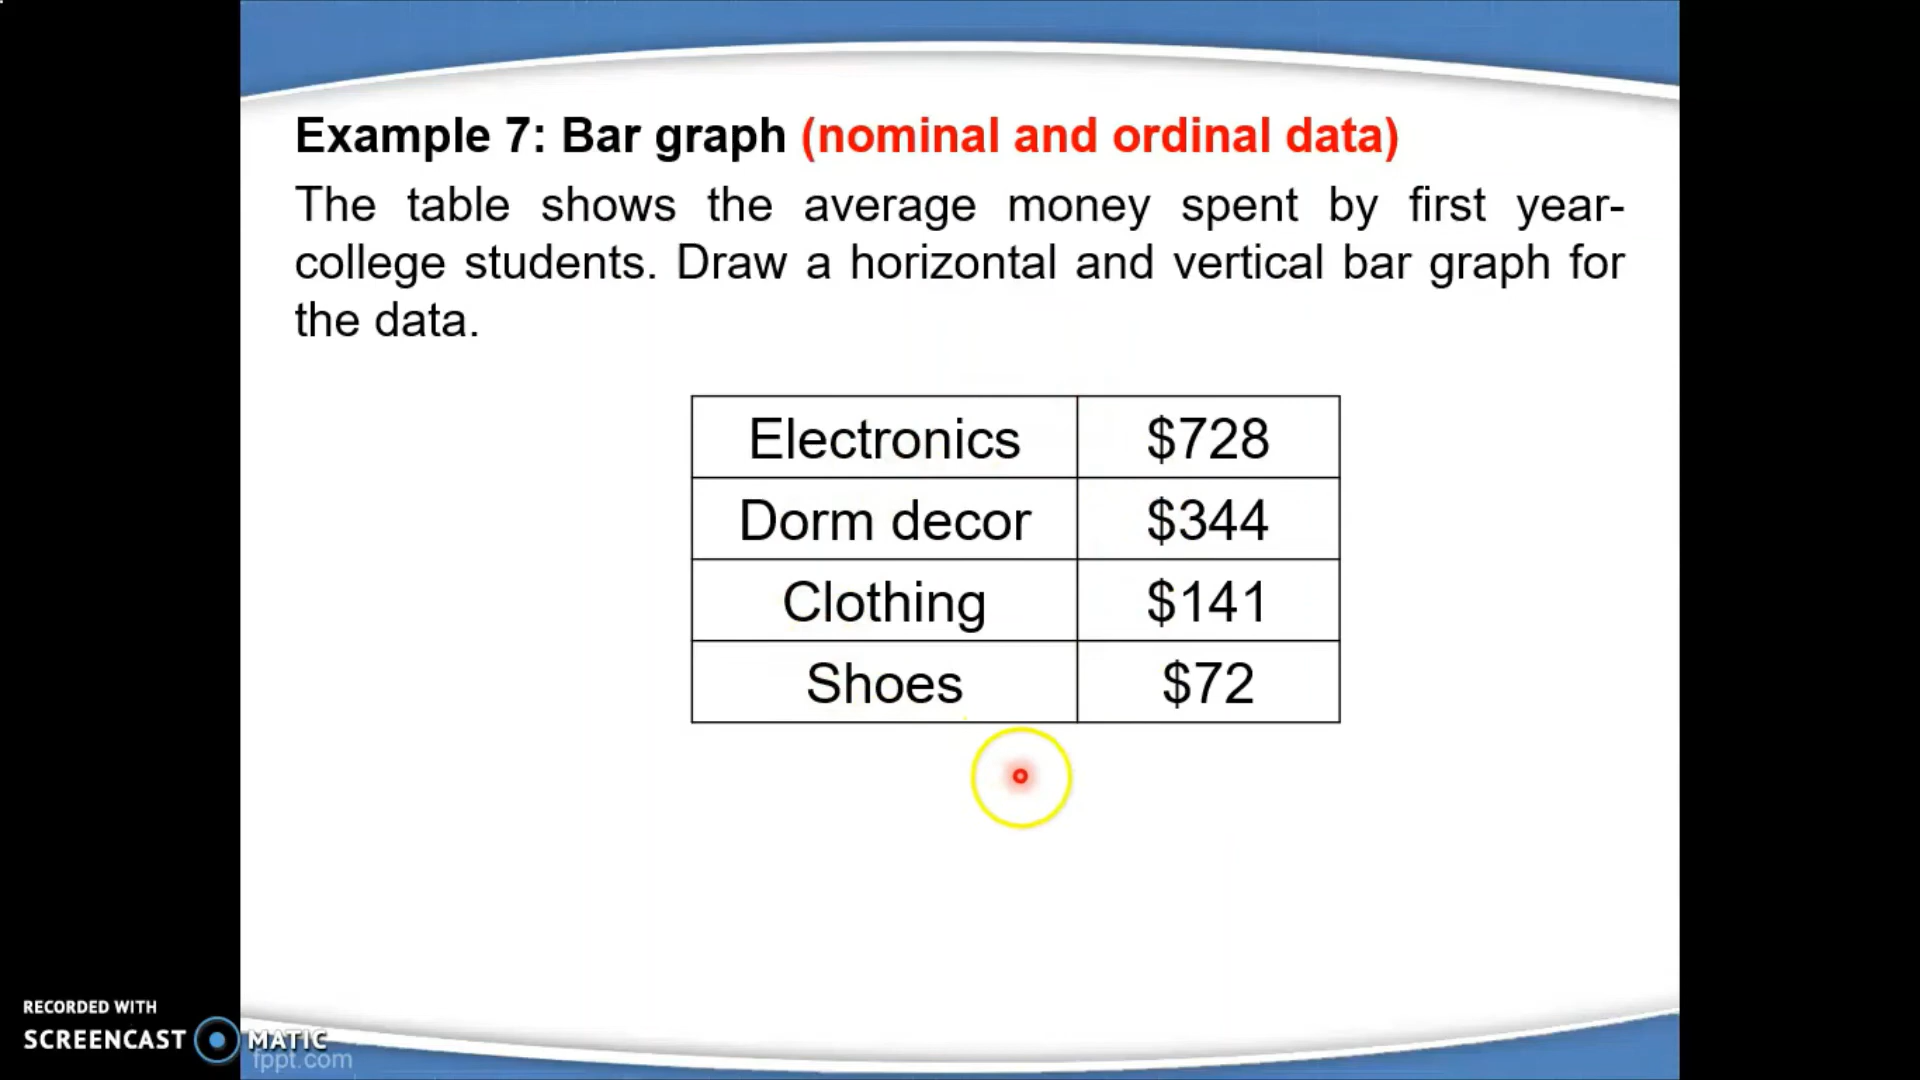 Example 7: Bar graph (nominal and ordinal data)
The table shows the average money spent by first year-
college students. Draw a horizontal and vertical bar graph for
the data.
Electronics $728
Dorm decor $344
Clothing $141
Shoes $72
RECORDED WITH
SCREENCAST MATIC
fppt.com